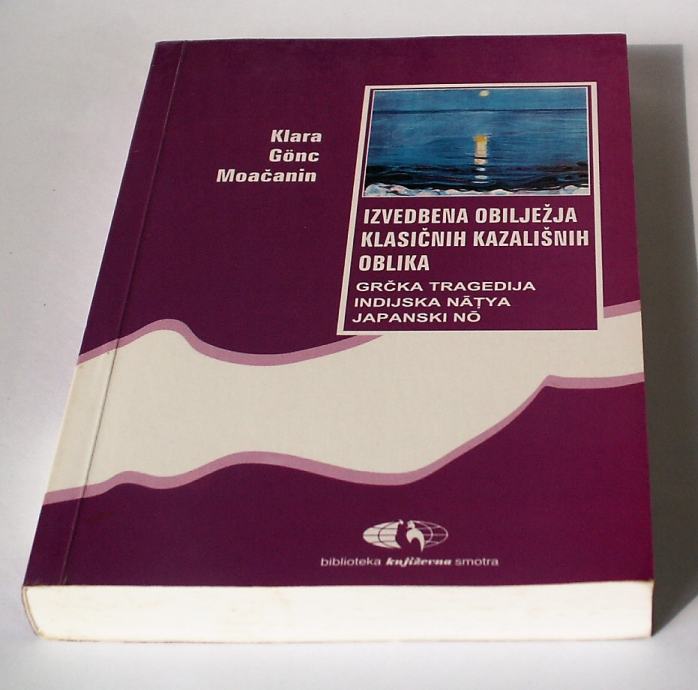 Klara
Gönc
Moačanin
IZVEDBENA OBILJEŽJA
KLASIČNIH KAZALIŠNIH
OBLIKA
GRČKA TRAGEDIJA
INDIJSKA NĀṬYA
JAPANSKI NŌ
biblioteka književna smotra